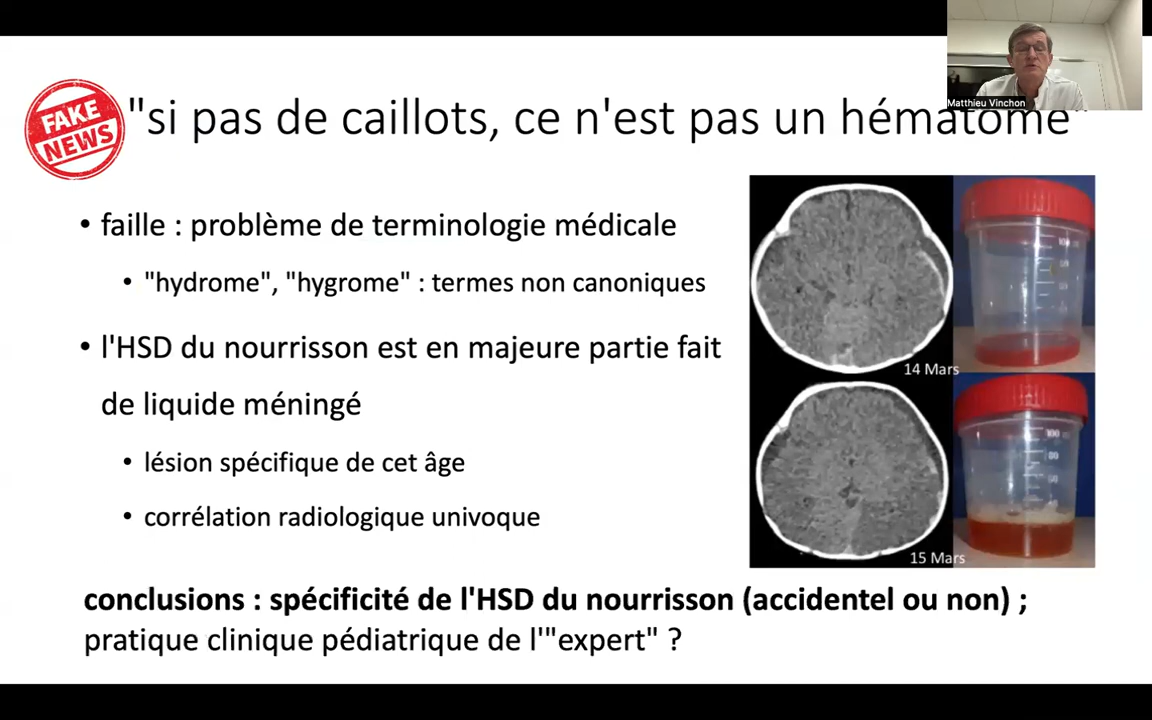 Matthieu Vinchon
FAKE
NEWS
"si pas de caillots, ce n'est pas un hématome"
• faille : problème de terminologie médicale
• "hydrome", "hygrome" : termes non canoniques
• l'HSD du nourrisson est en majeure partie fait
de liquide méningé
• lésion spécifique de cet âge
• corrélation radiologique univoque
14 Mars
100
15 Mars
100
80
conclusions : spécificité de l'HSD du nourrisson (accidentel ou non) ;
pratique clinique pédiatrique de l'"expert" ?